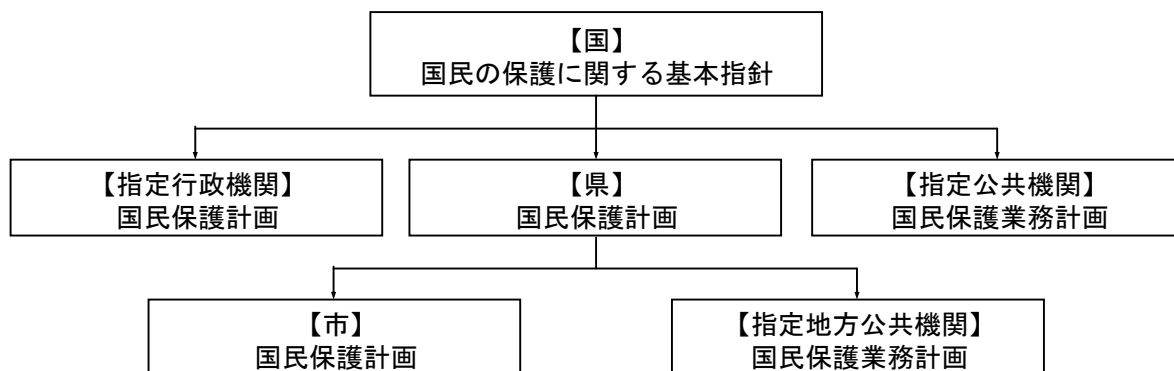 【国】
国民の保護に関する基本指針
【指定行政機関】
国民保護計画
【県】
国民保護計画
【指定公共機関】
国民保護業務計画
【市】
国民保護計画
【指定地方公共機関】
国民保護業務計画